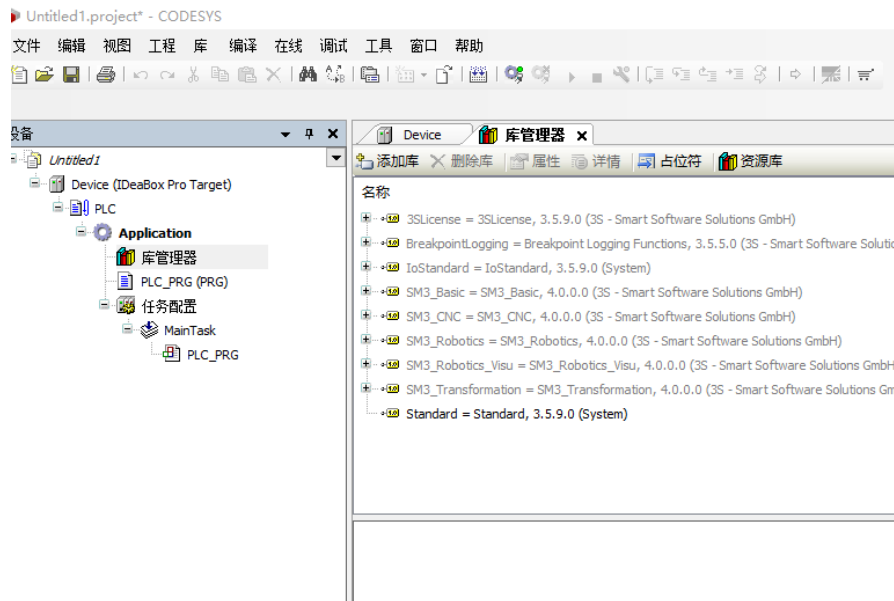 Untitled1.project* - CODESYS
文件 编辑 视图 工程 库 编译 在线 调试 工具 窗口 帮助
设备
Untitled1
Device (IDeaBox Pro Target)
PLC
Application
库管理器
PLC_PRG (PRG)
任务配置
MainTask
PLC_PRG
Device 库管理器
添加库 删除库 属性 详情 占位符 资源库
名称
3SLicense = 3SLicense, 3.5.9.0 (3S - Smart Software Solutions GmbH)
BreakpointLogging = Breakpoint Logging Functions, 3.5.5.0 (3S - Smart Software Soluti
IoStandard = IoStandard, 3.5.9.0 (System)
SM3_Basic = SM3_Basic, 4.0.0.0 (3S - Smart Software Solutions GmbH)
SM3_CNC = SM3_CNC, 4.0.0.0 (3S - Smart Software Solutions GmbH)
SM3_Robotics = SM3_Robotics, 4.0.0.0 (3S - Smart Software Solutions GmbH)
SM3_Robotics_Visu = SM3_Robotics_Visu, 4.0.0.0 (3S - Smart Software Solutions GmbH
SM3_Transformation = SM3_Transformation, 4.0.0.0 (3S - Smart Software Solutions Gm
Standard = Standard, 3.5.9.0 (System)